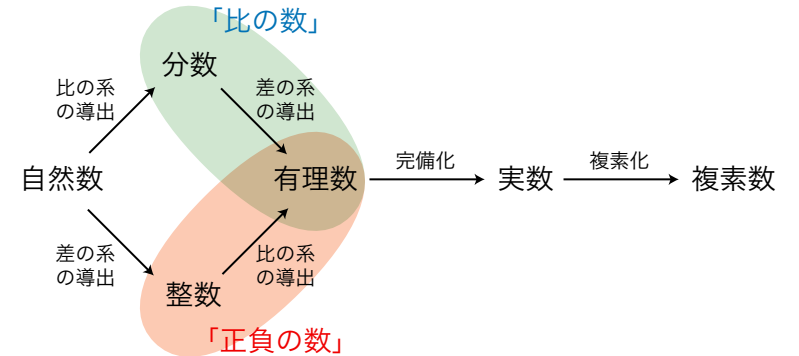 「比の数」
分数
比の系
の導出
差の系
の導出
自然数
有理数
完備化
実数
複素化
複素数
差の系
の導出
比の系
の導出
整数
「正負の数」